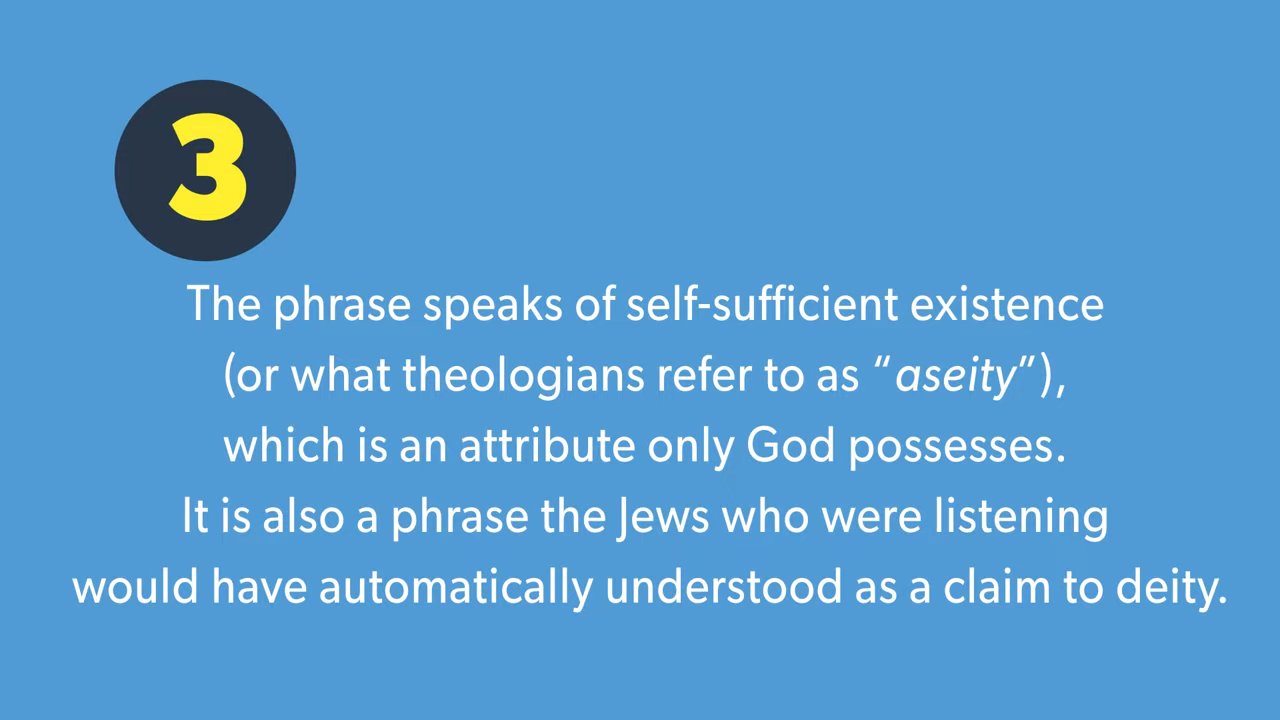 3
The phrase speaks of self-sufficient existence
(or what theologians refer to as “aseity”),
which is an attribute only God possesses.
It is also a phrase the Jews who were listening
would have automatically understood as a claim to deity.